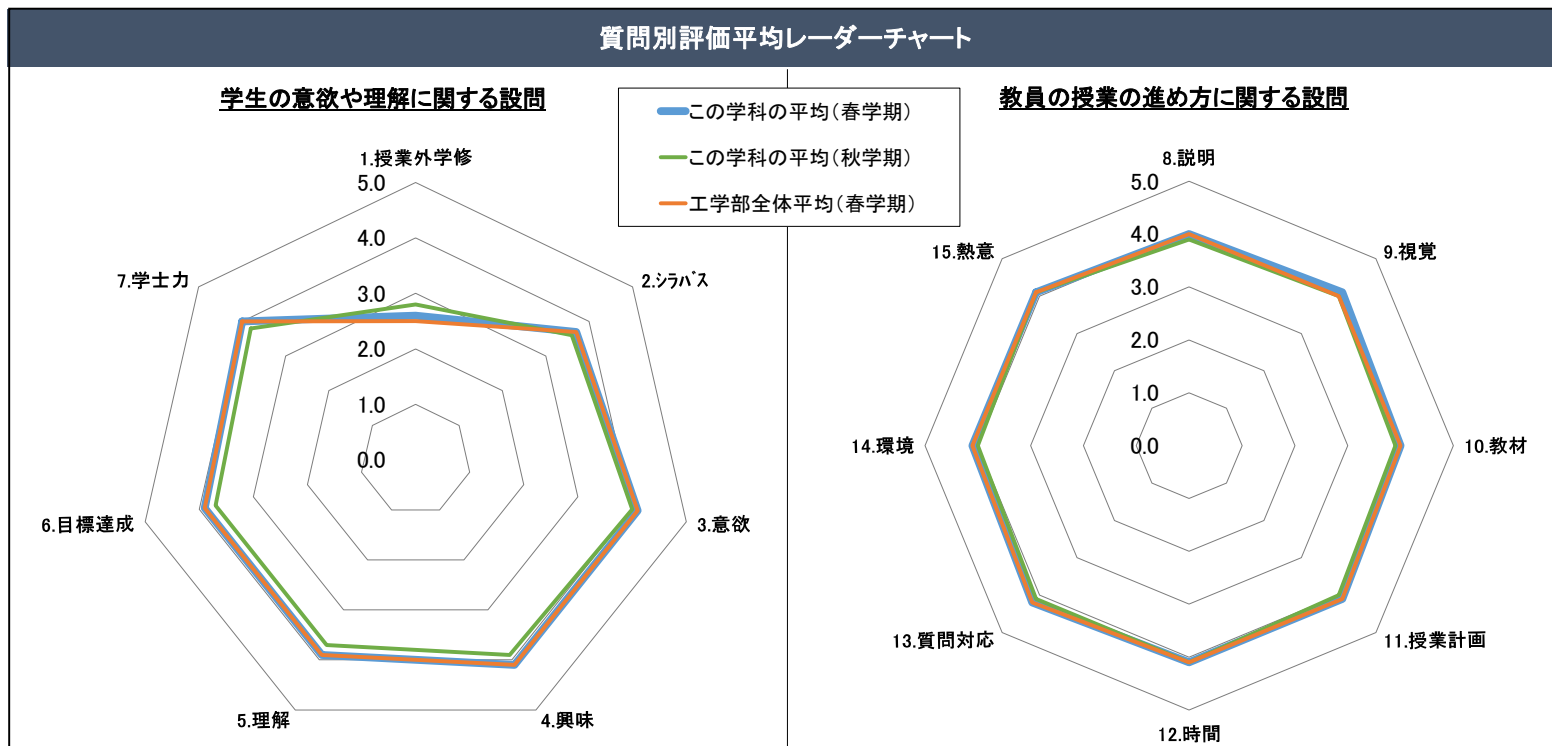 質問別評価平均レーダーチャート
学生の意欲や理解に関する設問
この学科の平均（春学期）
この学科の平均（秋学期）
工学部全体平均（春学期）
1.授業外学修
2.ｼﾗﾊﾞｽ
3.意欲
4.興味
5.理解
6.目標達成
7.学士力
5.0
4.0
3.0
2.0
1.0
0.0
教員の授業の進め方に関する設問
8.説明
9.視覚
10.教材
11.授業計画
12.時間
13.質問対応
14.環境
15.熱意
5.0
4.0
3.0
2.0
1.0
0.0